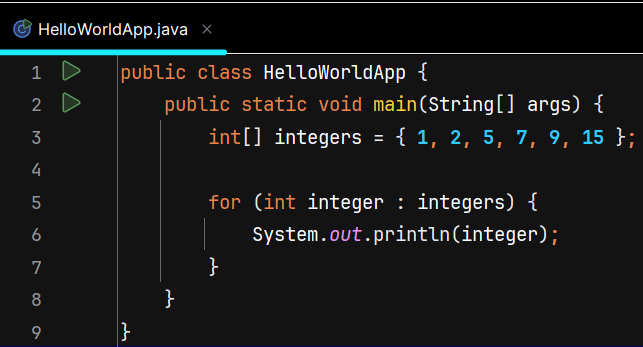 HelloWorldApp.java
1 public class HelloWorldApp {
2     public static void main(String[] args) {
3         int[] integers = { 1, 2, 5, 7, 9, 15 };
4
5         for (int integer : integers) {
6             System.out.println(integer);
7         }
8     }
9 }